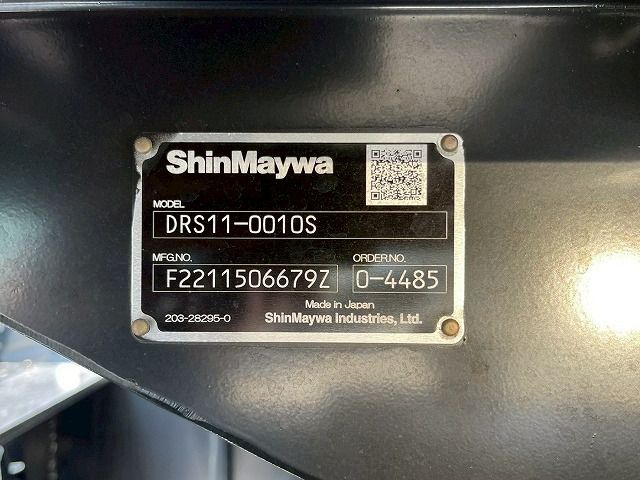 ShinMaywa
MODEL
DRS11-0010S
MFG.NO. ORDER.NO.
F2211506679Z 0-4485
Made in Japan
203-28295-0 ShinMaywa Industries, Ltd.